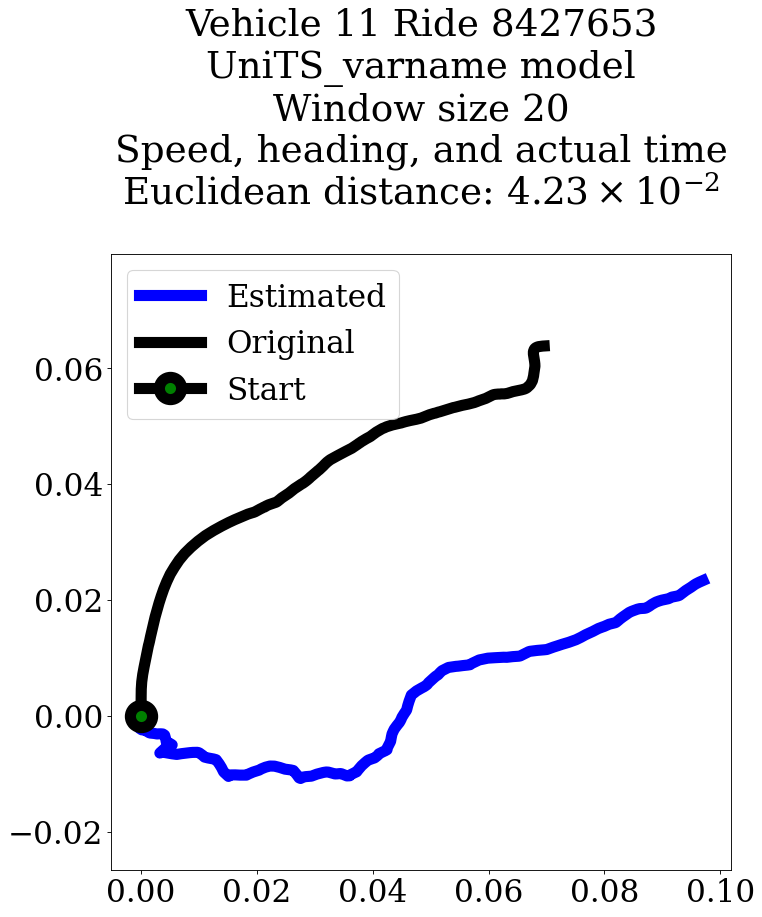 Vehicle 11 Ride 8427653
UniTS_varname model
Window size 20
Speed, heading, and actual time
Euclidean distance: 4.23 × 10⁻²
Estimated
Original
Start
0.06
0.04
0.02
0.00
−0.02
0.00 0.02 0.04 0.06 0.08 0.10